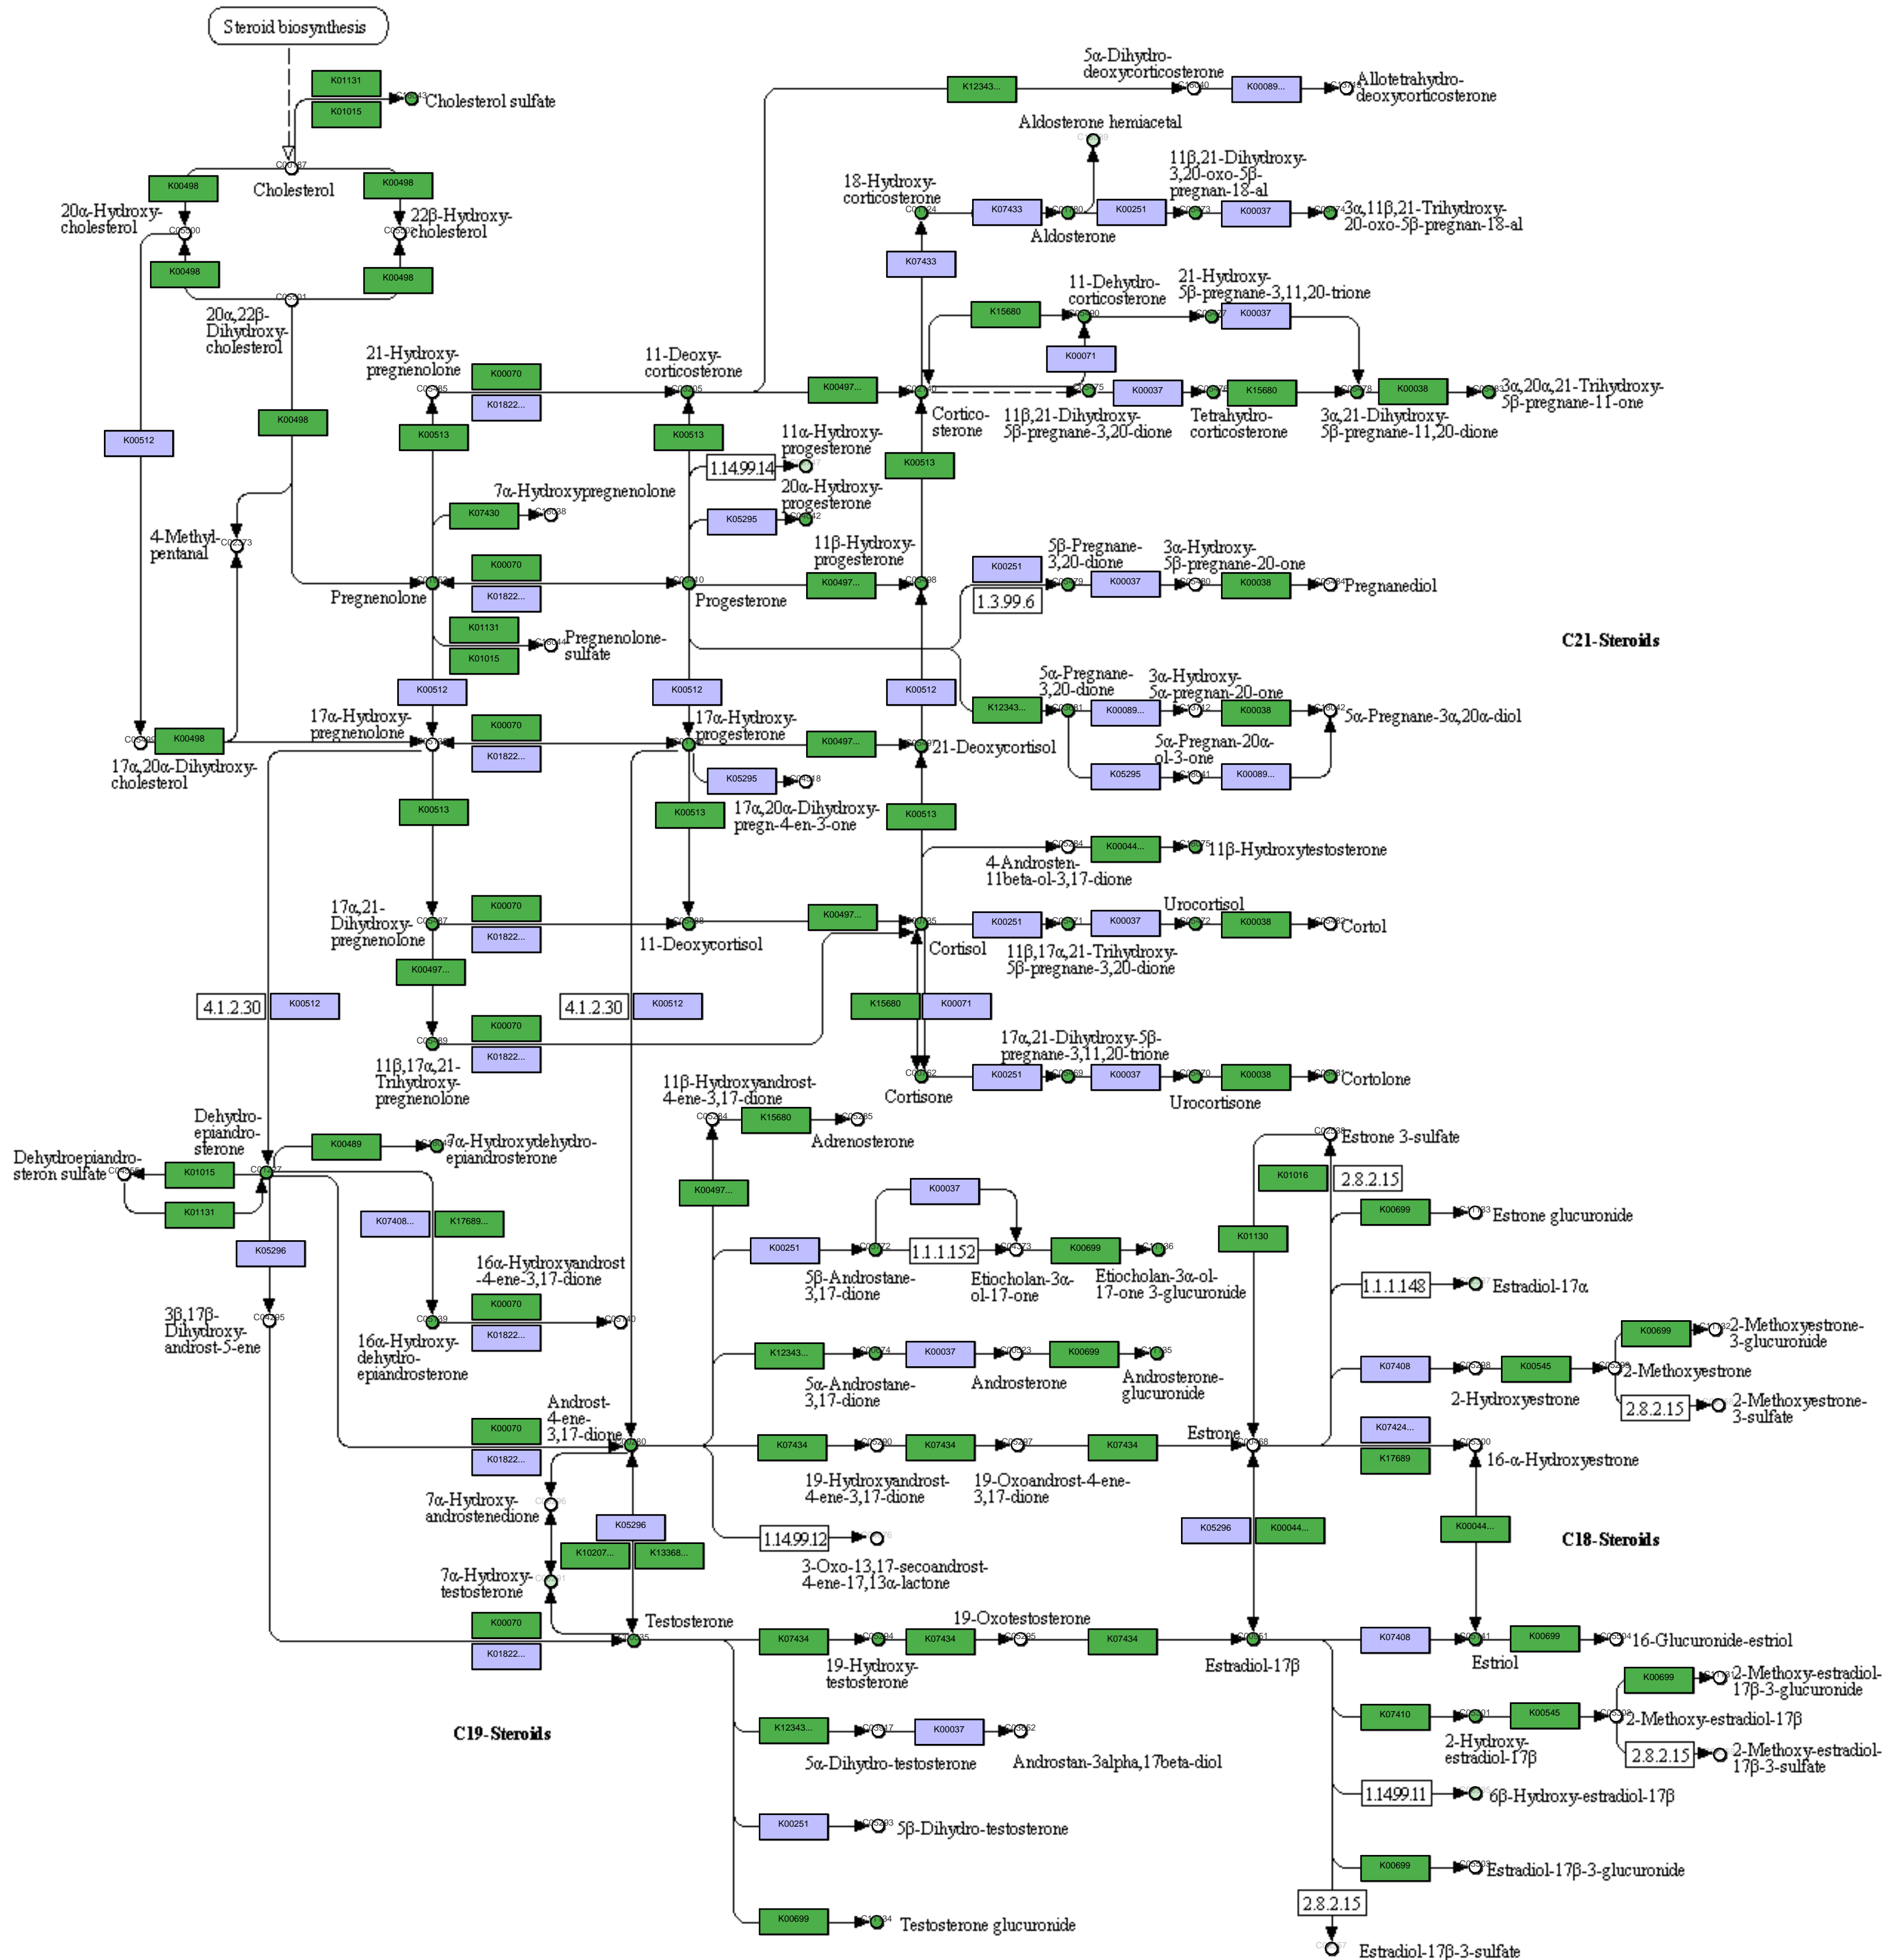 Steroid biosynthesis
K01131
K01015
Cholesterol sulfate
Cholesterol
K00498
K00498
20α-Hydroxy-
cholesterol
22β-Hydroxy-
cholesterol
K00498
K00498
20α,22β-
Dihydroxy-
cholesterol
K00512
K00498
4-Methyl-
pentanal
K00498
17α,20α-Dihydroxy-
cholesterol
21-Hydroxy-
pregnenolone
K00070
K01822...
K00513
11-Deoxy-
corticosterone
K00513
K12343...
5α-Dihydro-
deoxycorticosterone
K00089...
Allotetrahydro-
deoxycorticosterone
Aldosterone hemiacetal
18-Hydroxy-
corticosterone
K07433
Aldosterone
K00251
11β,21-Dihydroxy-
3,20-oxo-5β-
pregnan-18-al
K00037
3α,11β,21-Trihydroxy-
20-oxo-5β-pregnan-18-al
K07433
K15680
11-Dehydro-
corticosterone
21-Hydroxy-
5β-pregnane-3,11,20-trione
K00037
K00071
K00497...
Cortico-
sterone
11β,21-Dihydroxy-
5β-pregnane-3,20-dione
K00037
Tetrahydro-
corticosterone
K15680
3α,21-Dihydroxy-
5β-pregnane-11,20-dione
K00038
3α,20α,21-Trihydroxy-
5β-pregnane-11-one
K00513
1.14.99.14
11α-Hydroxy-
progesterone
K05295
20α-Hydroxy-
progesterone
K07430
7α-Hydroxypregnenolone
Pregnenolone
K00070
K01822...
Progesterone
K00497...
11β-Hydroxy-
progesterone
K00251
1.3.99.6
5β-Pregnane-
3,20-dione
K00037
3α-Hydroxy-
5β-pregnane-20-one
K00038
Pregnanediol
C21-Steroids
K01131
K01015
Pregnenolone-
sulfate
K00512
K00512
K00512
K12343...
5α-Pregnane-
3,20-dione
K00089...
3α-Hydroxy-
5α-pregnan-20-one
K00038
5α-Pregnane-3α,20α-diol
K05295
5α-Pregnan-20α-
ol-3-one
K00089...
17α-Hydroxy-
pregnenolone
K00070
K01822...
17α-Hydroxy-
progesterone
K00497...
21-Deoxycortisol
K05295
17α,20α-Dihydroxy-
pregn-4-en-3-one
K00513
K00513
K00513
4-Androsten-
11beta-ol-3,17-dione
K00044...
11β-Hydroxytestosterone
17α,21-
Dihydroxy-
pregnenolone
K00070
K01822...
11-Deoxycortisol
K00497...
Cortisol
K00251
11β,17α,21-Trihydroxy-
5β-pregnane-3,20-dione
K00037
Urocortisol
K00038
Cortol
K00497...
4.1.2.30
K00512
4.1.2.30
K00512
K15680
K00071
K00070
K01822...
11β,17α,21-
Trihydroxy-
pregnenolone
Cortisone
K00251
17α,21-Dihydroxy-5β-
pregnane-3,11,20-trione
K00037
Urocortisone
K00038
Cortolone
11β-Hydroxyandrost-
4-ene-3,17-dione
K15680
Adrenosterone
K00497...
Dehydro-
epiandro-
sterone
K00489
7α-Hydroxydehydro-
epiandrosterone
Dehydroepiandro-
steron sulfate
K01015
K01131
K07408...
K17689...
K05296
16α-Hydroxyandrost
-4-ene-3,17-dione
K00070
K01822...
3β,17β-
Dihydroxy-
androst-5-ene
16α-Hydroxy-
dehydro-
epiandrosterone
K00037
K00251
5β-Androstane-
3,17-dione
1.1.1.152
Etiocholan-3α-
ol-17-one
K00699
Etiocholan-3α-ol-
17-one 3-glucuronide
K12343...
5α-Androstane-
3,17-dione
K00037
Androsterone
K00699
Androsterone-
glucuronide
Estrone 3-sulfate
K01016
2.8.2.15
K01130
K00699
Estrone glucuronide
1.1.1.148
Estradiol-17α
K07408
2-Hydroxyestrone
K00545
2-Methoxyestrone
K00699
2-Methoxyestrone-
3-glucuronide
2.8.2.15
2-Methoxyestrone-
3-sulfate
Androst-
4-ene-
3,17-dione
K00070
K01822...
K07434
19-Hydroxyandrost-
4-ene-3,17-dione
K07434
19-Oxoandrost-4-ene-
3,17-dione
K07434
Estrone
K07424...
K17689
16-α-Hydroxyestrone
7α-Hydroxy-
androstenedione
K05296
K10207...
K13368...
1.14.99.12
3-Oxo-13,17-secoandrost-
4-ene-17,13α-lactone
K05296
K00044...
K00044...
C18-Steroids
7α-Hydroxy-
testosterone
K00070
K01822...
Testosterone
K07434
19-Hydroxy-
testosterone
K07434
19-Oxotestosterone
K07434
Estradiol-17β
K07408
Estriol
K00699
16-Glucuronide-estriol
K07410
2-Hydroxy-
estradiol-17β
K00545
2-Methoxy-estradiol-17β
K00699
2-Methoxy-estradiol-
17β-3-glucuronide
2.8.2.15
2-Methoxy-estradiol-
17β-3-sulfate
C19-Steroids
K12343...
5α-Dihydro-testosterone
K00037
Androstan-3alpha,17beta-diol
1.14.99.11
6β-Hydroxy-estradiol-17β
K00251
5β-Dihydro-testosterone
K00699
Estradiol-17β-3-glucuronide
K00699
Testosterone glucuronide
2.8.2.15
Estradiol-17β-3-sulfate